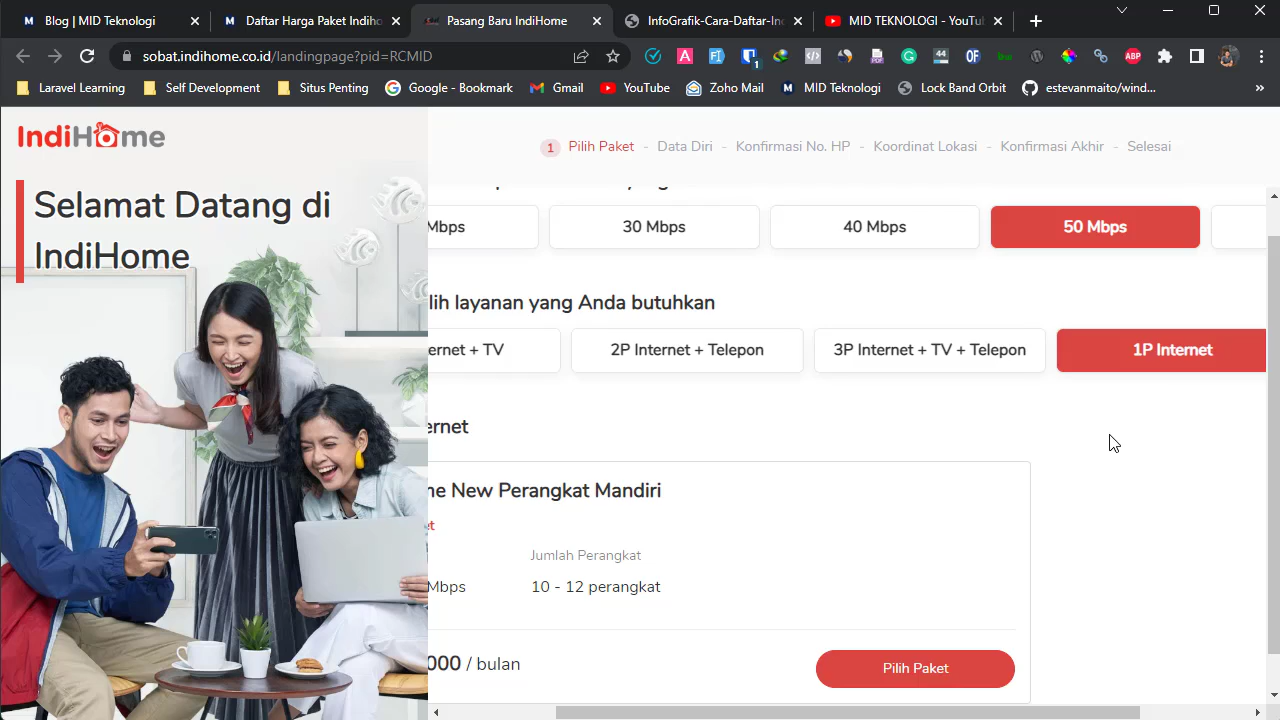 Blog | MID Teknologi
Daftar Harga Paket Indiho
Pasang Baru IndiHome
InfoGrafik-Cara-Daftar-In
MID TEKNOLOGI - YouTu
sobat.indihome.co.id/landingpage?pid=RCMID
Laravel Learning
Self Development
Situs Penting
Google - Bookmark
Gmail
YouTube
Zoho Mail
MID Teknologi
Lock Band Orbit
estevanmaito/wind...
IndiHome
Selamat Datang di
IndiHome
1 Pilih Paket - Data Diri - Konfirmasi No. HP - Koordinat Lokasi - Konfirmasi Akhir - Selesai
Mbps
30 Mbps
40 Mbps
50 Mbps
lih layanan yang Anda butuhkan
ernet + TV
2P Internet + Telepon
3P Internet + TV + Telepon
1P Internet
ernet
me New Perangkat Mandiri
et
Jumlah Perangkat
Mbps
10 - 12 perangkat
000 / bulan
Pilih Paket